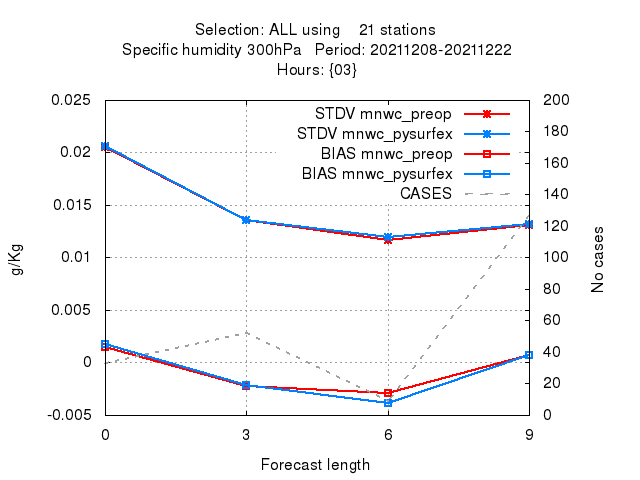 Selection: ALL using    21 stations
Specific humidity 300hPa   Period: 20211208-20211222
Hours: {03}
STDV mnwc_preop
STDV mnwc_pysurfex
BIAS mnwc_preop
BIAS mnwc_pysurfex
CASES
0.025
0.02
0.015
0.01
0.005
0
-0.005
g/Kg
200
180
160
140
120
100
80
60
40
20
0
No cases
0 3 6 9
Forecast length